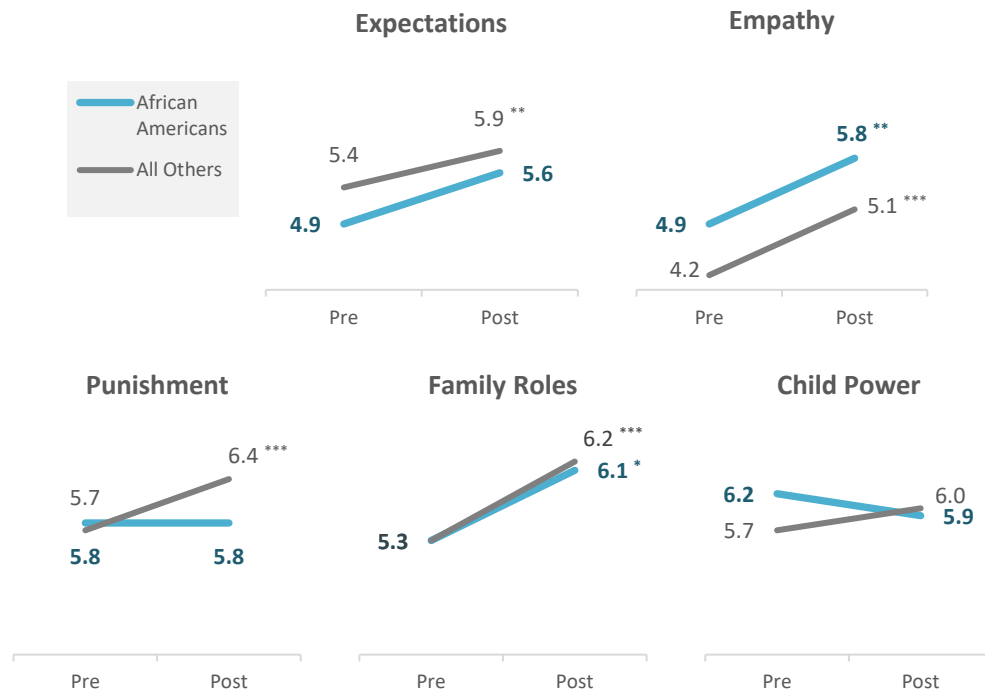 Expectations
Empathy
African
Americans
All Others
5.4
5.9 **
4.9
5.6
Pre
Post
5.8 **
4.9
5.1 ***
4.2
Pre
Post
Punishment
Family Roles
Child Power
5.7
6.4 ***
5.8
5.8
Pre
Post
6.2 ***
6.1 *
5.3
Pre
Post
6.2
6.0
5.7
5.9
Pre
Post